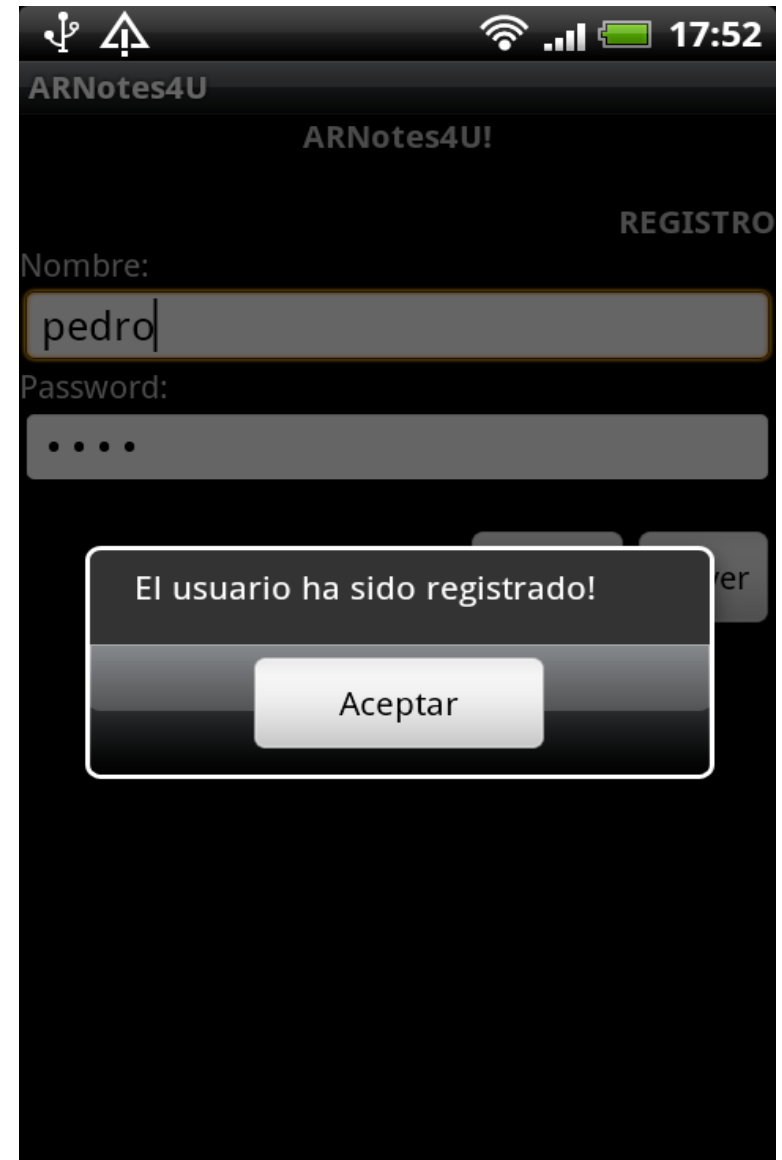 17:52
ARNotes4U
ARNotes4U!
REGISTRO
Nombre:
pedro
Password:
••••
El usuario ha sido registrado!
Aceptar